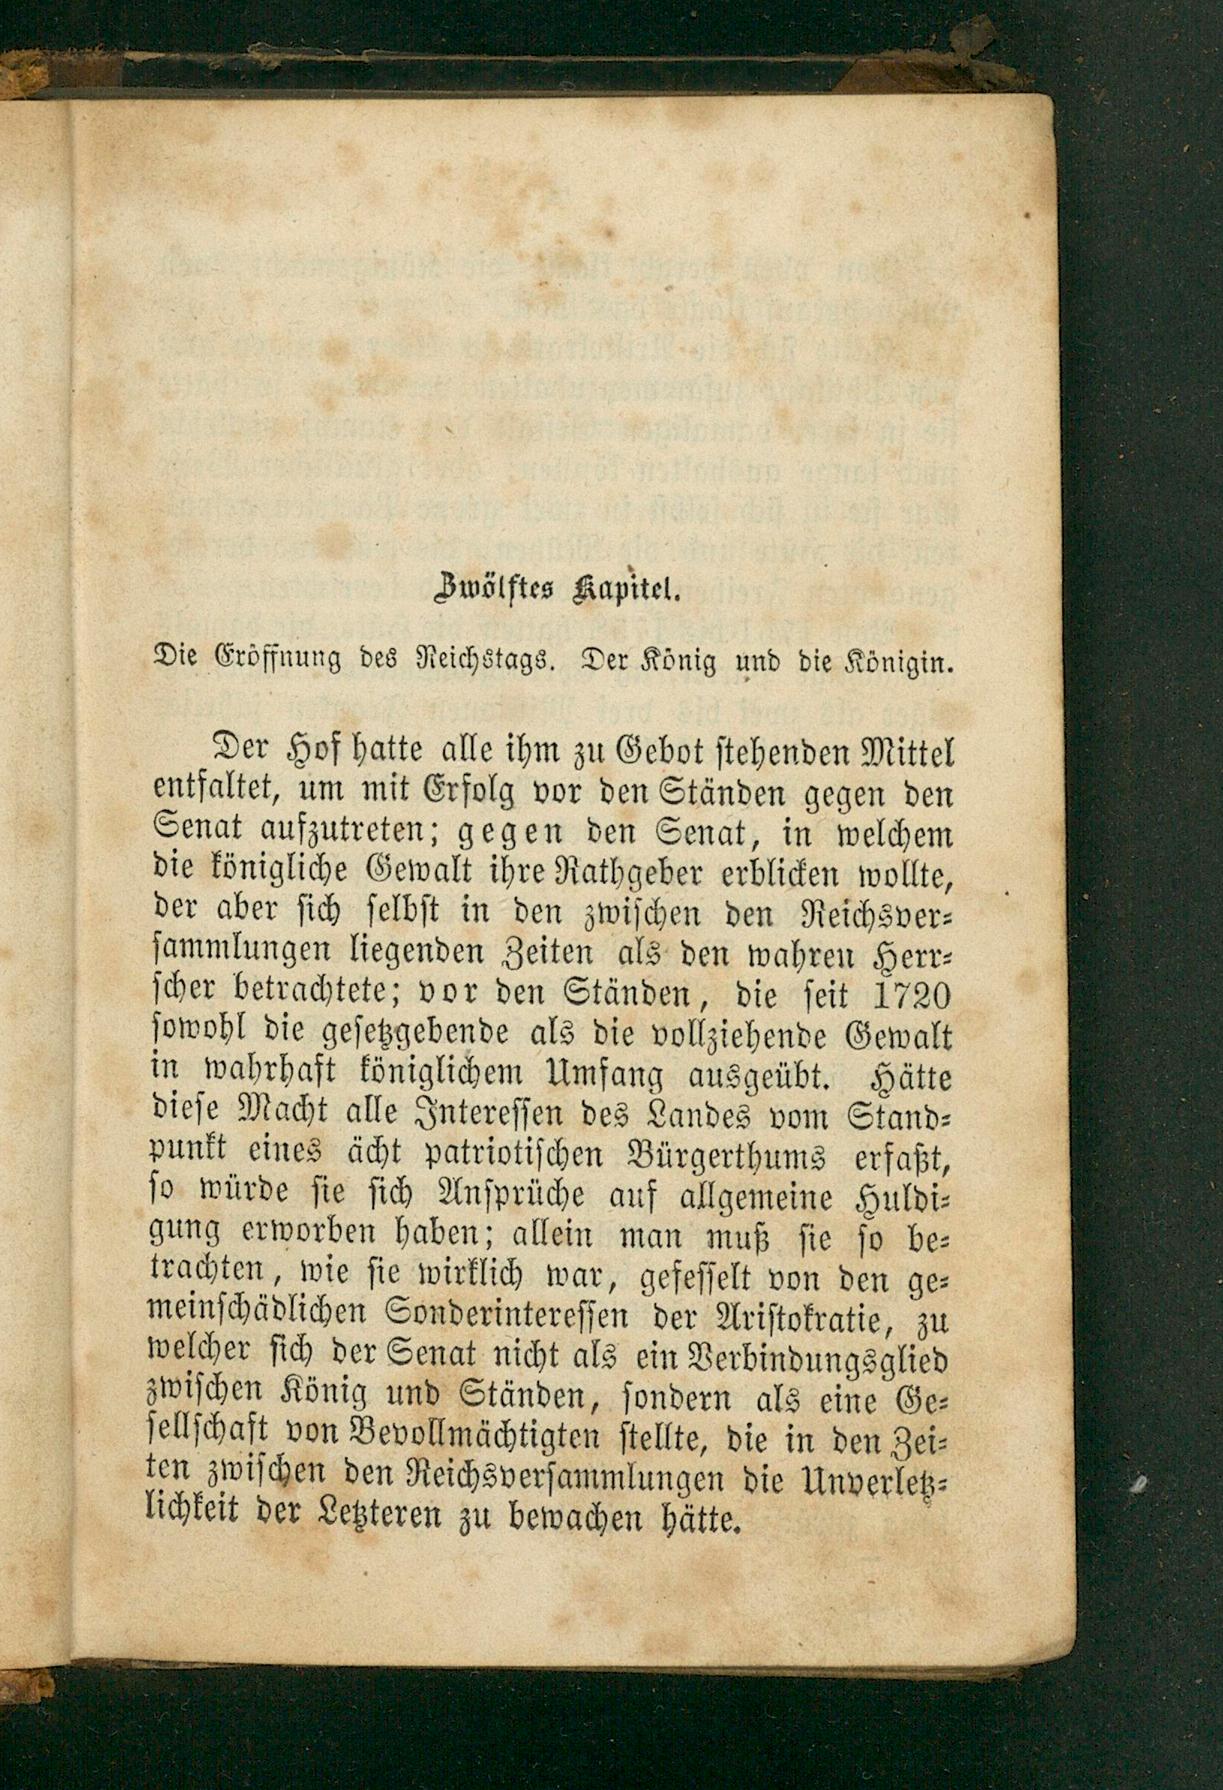 Zwölftes Kapitel.
Die Eröffnung des Reichstags. Der König und die Königin.
Der Hof hatte alle ihm zu Gebot stehenden Mittel
entfaltet, um mit Erfolg vor den Ständen gegen den
Senat aufzutreten; gegen den Senat, in welchem
die königliche Gewalt ihre Rathgeber erblicken wollte,
der aber sich selbst in den zwischen den Reichsver-
sammlungen liegenden Zeiten als den wahren Herr-
scher betrachtete; vor den Ständen, die seit 1720
sowohl die gesetzgebende als die vollziehende Gewalt
in wahrhaft königlichem Umfang ausgeübt. Hätte
diese Macht alle Interessen des Landes vom Stand-
punkt eines ächt patriotischen Bürgerthums erfaßt,
so würde sie sich Ansprüche auf allgemeine Huldi-
gung erworben haben; allein man muß sie so be-
trachten, wie sie wirklich war, gefesselt von den ge-
meinschädlichen Sonderinteressen der Aristokratie, zu
welcher sich der Senat nicht als ein Verbindungsglied
zwischen König und Ständen, sondern als eine Ge-
sellschaft von Bevollmächtigten stellte, die in den Zei-
ten zwischen den Reichsversammlungen die Unverletz-
lichkeit der Letzteren zu bewachen hätte.